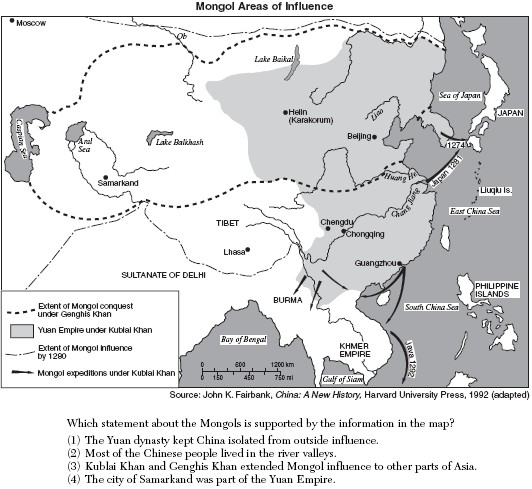 Mongol Areas of Influence
Moscow
Ob
Lake Baikal
Sea of Japan
JAPAN
Helin
(Karakorum)
Liao
Beijing
1274
Japan 1281
Caspian Sea
Aral
Sea
Lake Balkhash
Samarkand
Huang He
Chang Jiang
Liuqiu Is.
East China Sea
TIBET
Chengdu
Chongqing
Lhasa
Guangzhou
SULTANATE OF DELHI
BURMA
PHILIPPINE
ISLANDS
South China Sea
Bay of Bengal
KHMER
EMPIRE
Java 1292
Gulf of Siam
Extent of Mongol conquest
under Genghis Khan
Yuan Empire under Kublai Khan
Extent of Mongol influence
by 1290
Mongol expeditions under Kublai Khan
0 400 800 1200 km
0 150 450 750 mi
Source: John K. Fairbank, China: A New History, Harvard University Press, 1992 (adapted)
Which statement about the Mongols is supported by the information in the map?
(1) The Yuan dynasty kept China isolated from outside influence.
(2) Most of the Chinese people lived in the river valleys.
(3) Kublai Khan and Genghis Khan extended Mongol influence to other parts of Asia.
(4) The city of Samarkand was part of the Yuan Empire.